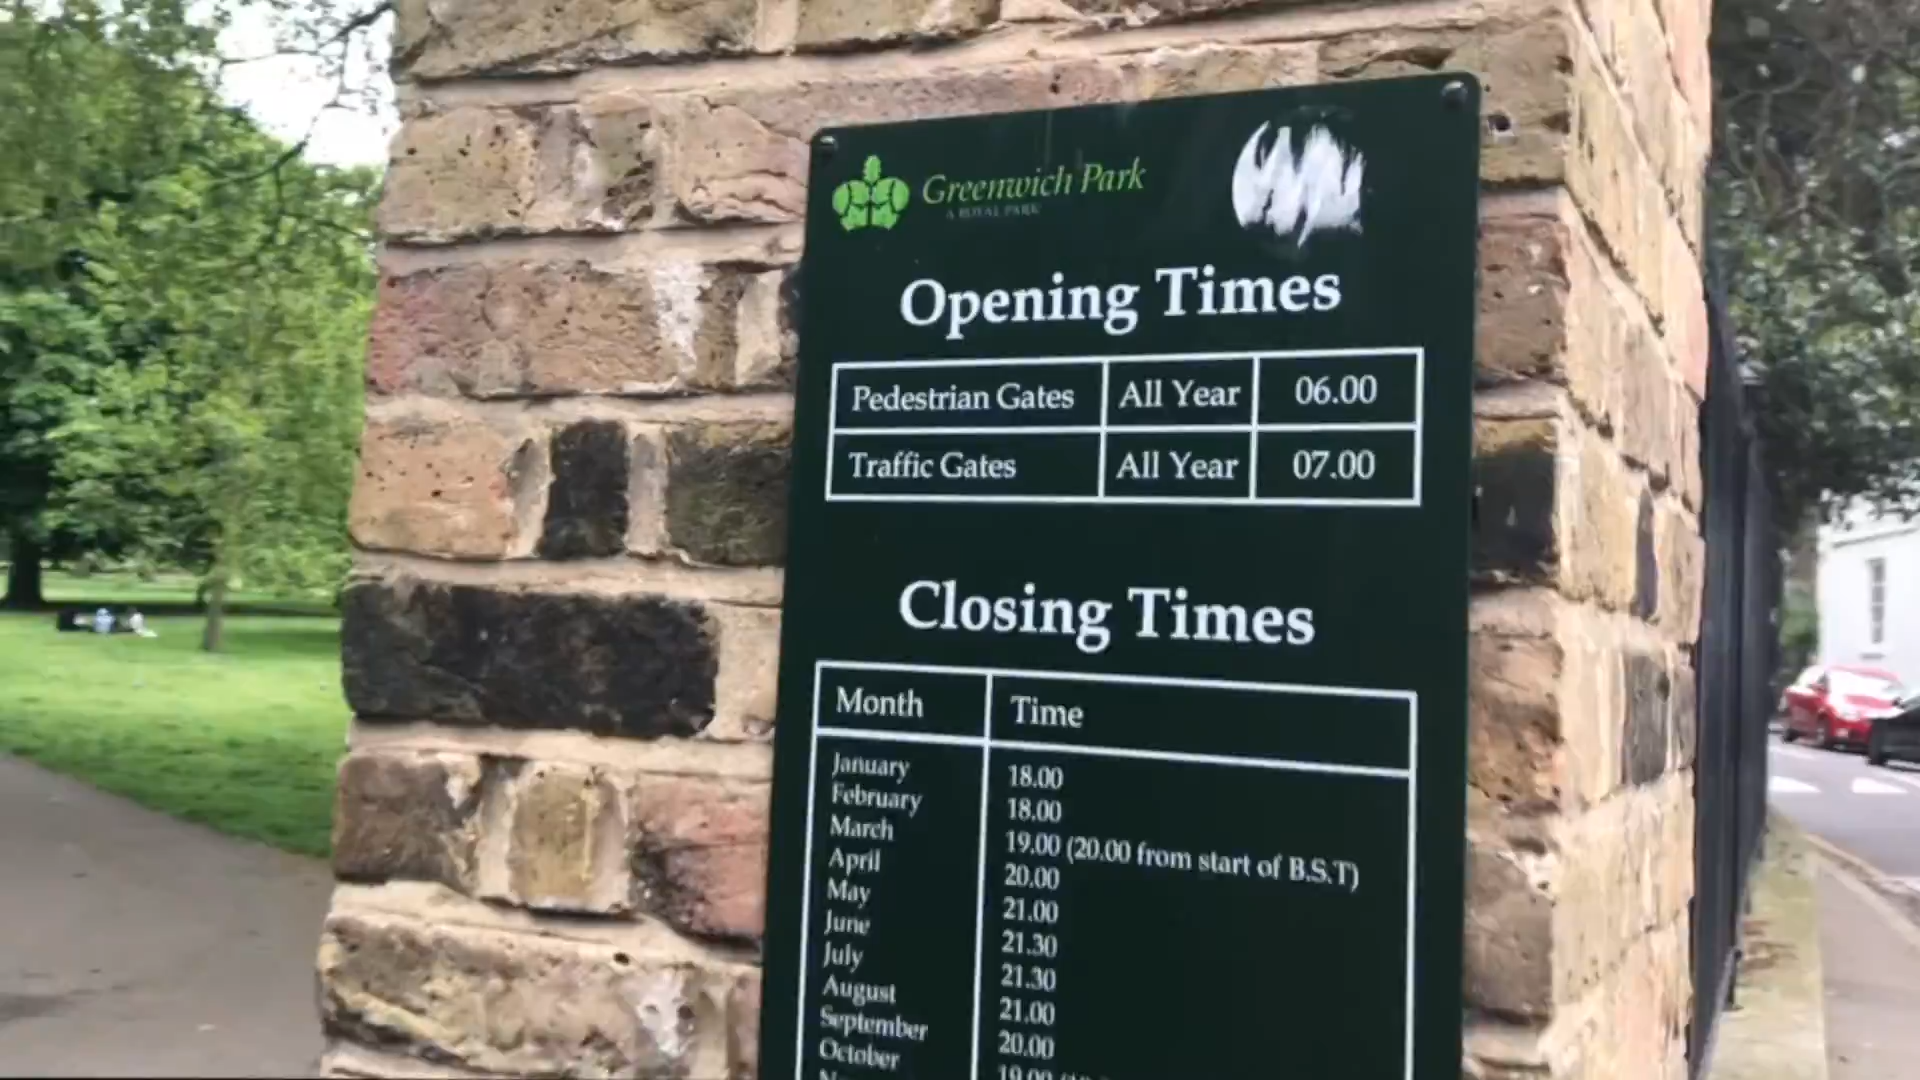 Greenwich Park
A ROYAL PARK
Opening Times
Pedestrian Gates All Year 06.00
Traffic Gates All Year 07.00
Closing Times
Month Time
January 18.00
February 18.00
March 19.00 (20.00 from start of B.S.T)
April 20.00
May 21.00
June 21.30
July 21.30
August 21.00
September 20.00
October 19.00